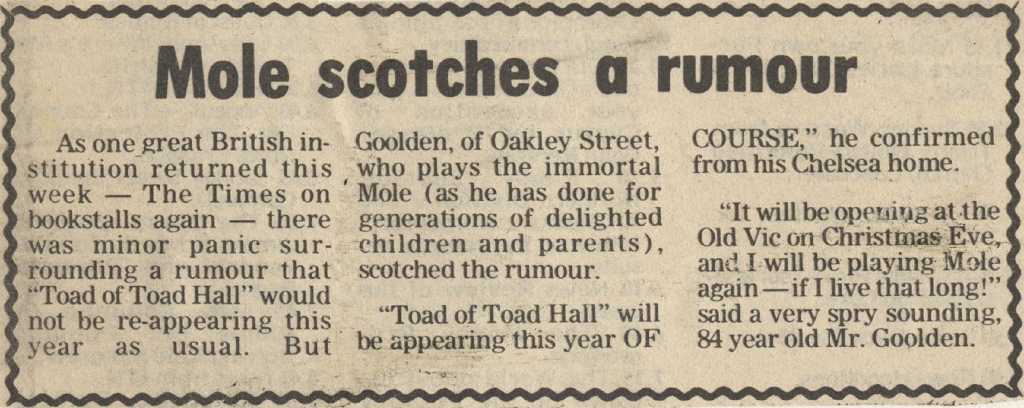 Mole scotches a rumour
As one great British in-
stitution returned this
week — The Times on
bookstalls again — there
was minor panic sur-
rounding a rumour that
"Toad of Toad Hall" would
not be re-appearing this
year as usual. But
Goolden, of Oakley Street,
who plays the immortal
Mole (as he has done for
generations of delighted
children and parents),
scotched the rumour.
"Toad of Toad Hall" will
be appearing this year OF
COURSE," he confirmed
from his Chelsea home.
"It will be opening at the
Old Vic on Christmas Eve,
and I will be playing Mole
again — if I live that long!"
said a very spry sounding,
84 year old Mr. Goolden.